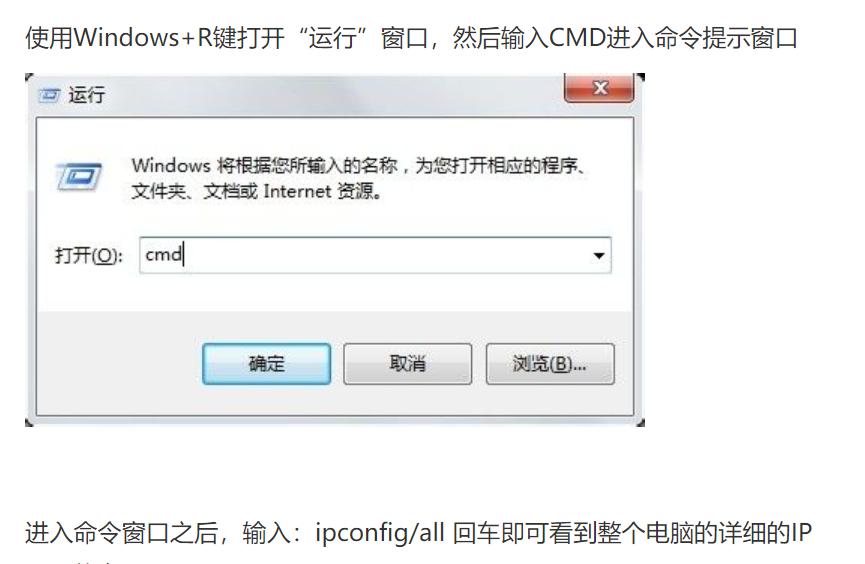 使用Windows+R键打开“运行”窗口，然后输入CMD进入命令提示窗口
运行
Windows 将根据您所输入的名称，为您打开相应的程序、
文件夹、文档或 Internet 资源。
打开(O): cmd
确定 取消 浏览(B)...
进入命令窗口之后，输入：ipconfig/all 回车即可看到整个电脑的详细的IP